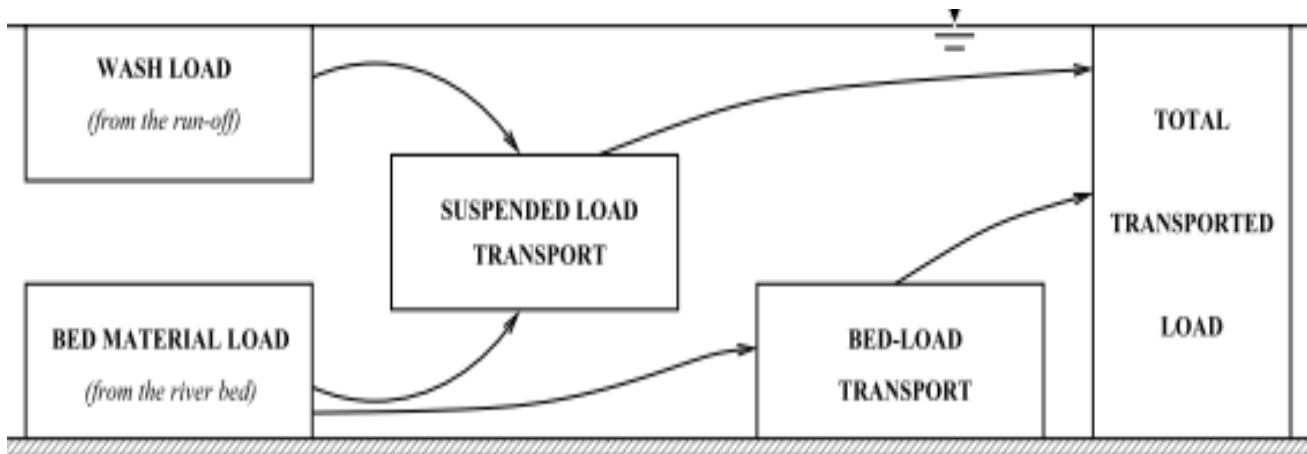 WASH LOAD
(from the run-off)
SUSPENDED LOAD
TRANSPORT
BED MATERIAL LOAD
(from the river bed)
BED-LOAD
TRANSPORT
TOTAL
TRANSPORTED
LOAD